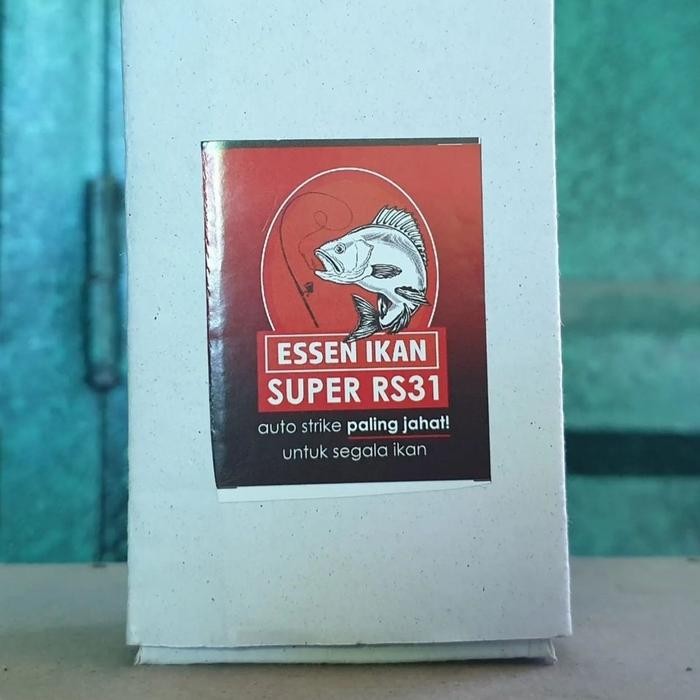 ESSEN IKAN
SUPER RS31
auto strike paling jahat!
untuk segala ikan